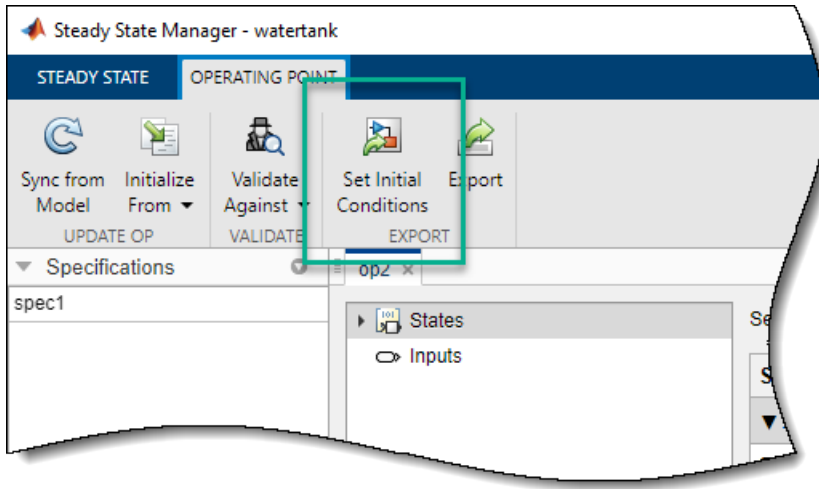 Steady State Manager - watertank
STEADY STATE OPERATING POINT
Sync from Initialize Validate Set Initial Export
Model From Against Conditions
UPDATE OP VALIDATE EXPORT
Specifications op2
spec1
States
Inputs